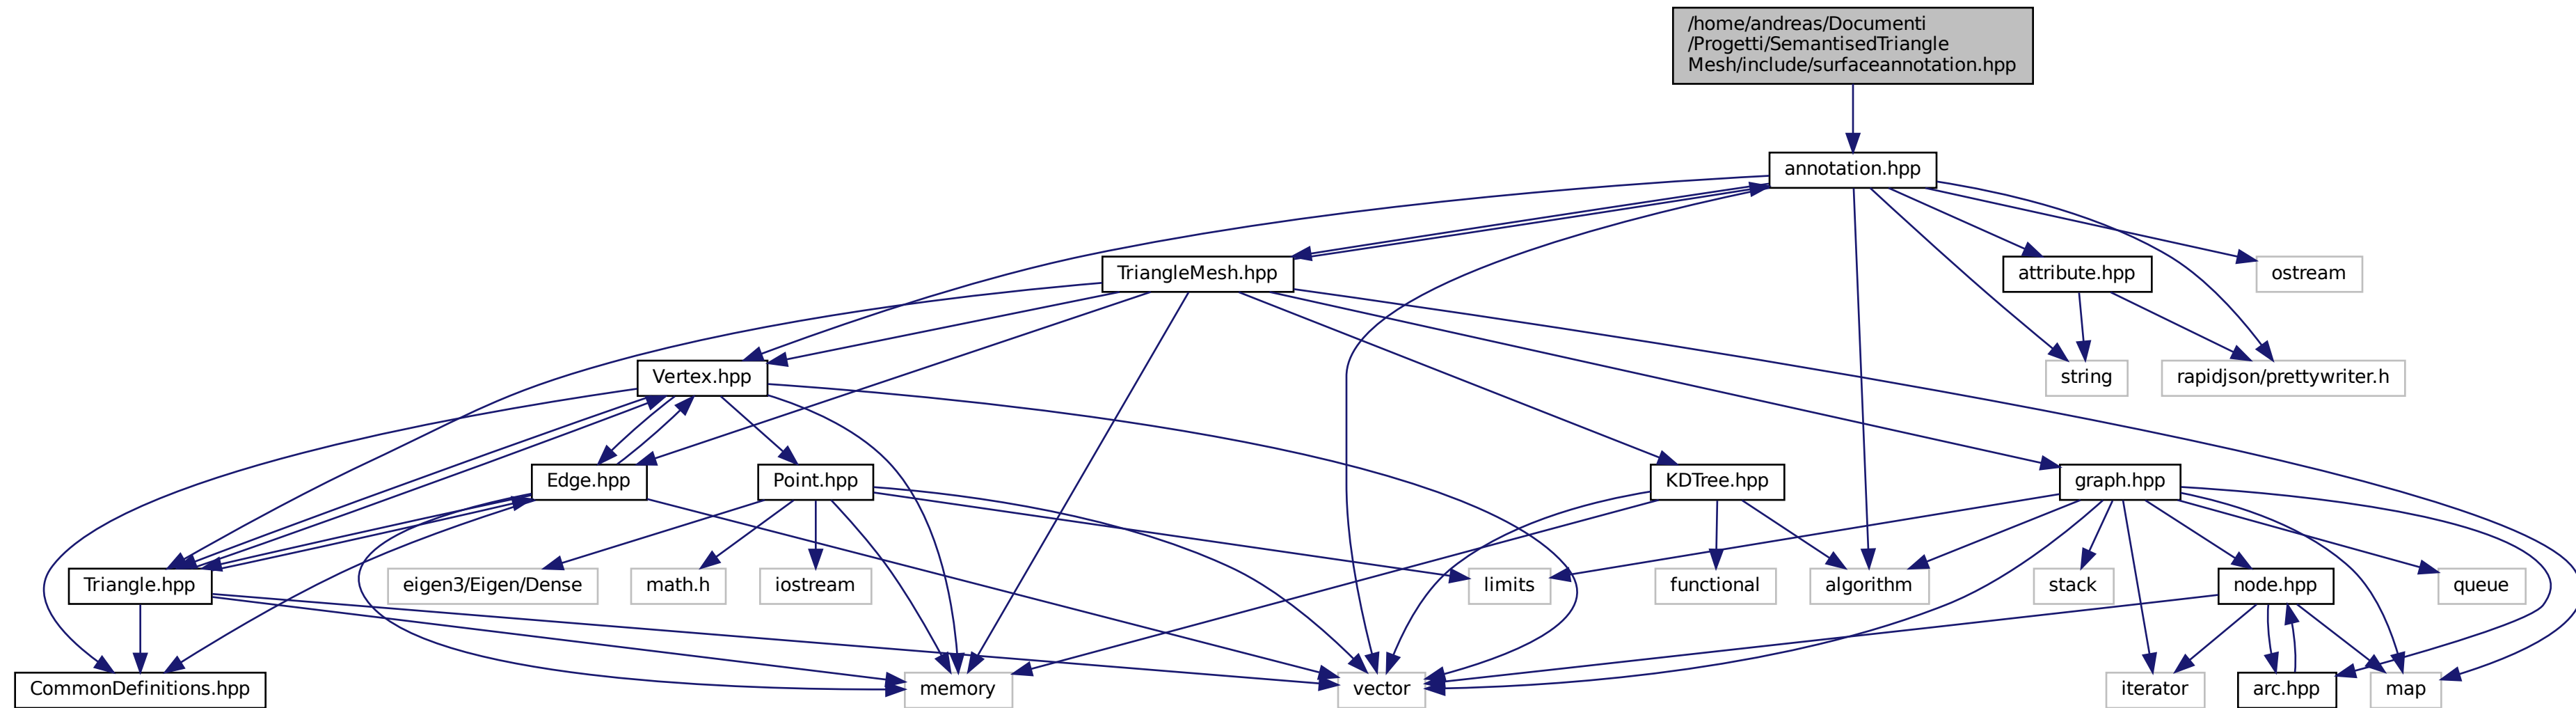 /home/andreas/Documenti
/Progetti/SemantisedTriangle
Mesh/include/surfaceannotation.hpp
annotation.hpp
TriangleMesh.hpp
attribute.hpp
ostream
Vertex.hpp
string
rapidjson/prettywriter.h
Edge.hpp
Point.hpp
KDTree.hpp
graph.hpp
Triangle.hpp
eigen3/Eigen/Dense
math.h
iostream
limits
functional
algorithm
stack
node.hpp
queue
CommonDefinitions.hpp
memory
vector
iterator
arc.hpp
map